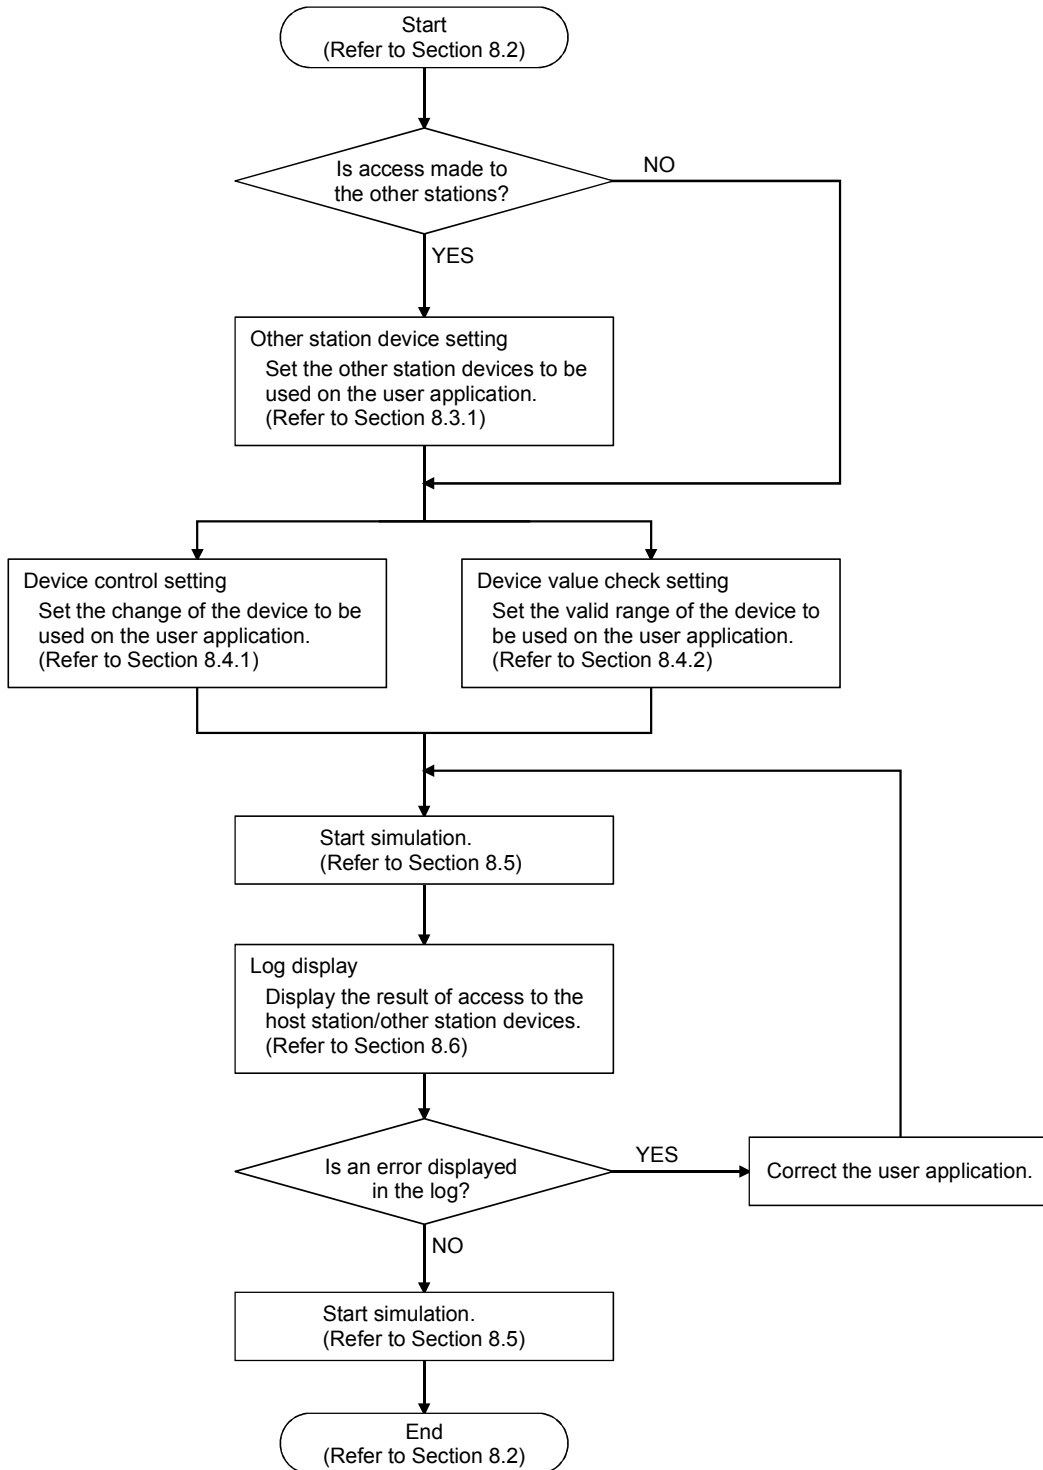 Start
(Refer to Section 8.2)
Is access made to
the other stations?
NO
YES
Other station device setting
Set the other station devices to be
used on the user application.
(Refer to Section 8.3.1)
Device control setting
Set the change of the device to be
used on the user application.
(Refer to Section 8.4.1)
Device value check setting
Set the valid range of the device to
be used on the user application.
(Refer to Section 8.4.2)
Start simulation.
(Refer to Section 8.5)
Log display
Display the result of access to the
host station/other station devices.
(Refer to Section 8.6)
Is an error displayed
in the log?
YES
Correct the user application.
NO
Start simulation.
(Refer to Section 8.5)
End
(Refer to Section 8.2)